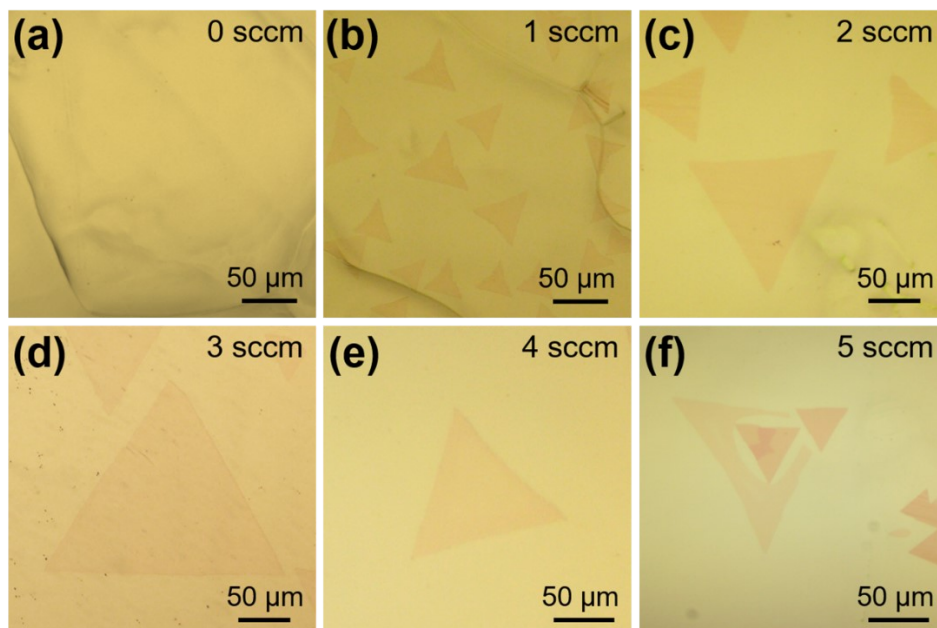 (a) 0 sccm
50 μm
(b) 1 sccm
50 μm
(c) 2 sccm
50 μm
(d) 3 sccm
50 μm
(e) 4 sccm
50 μm
(f) 5 sccm
50 μm